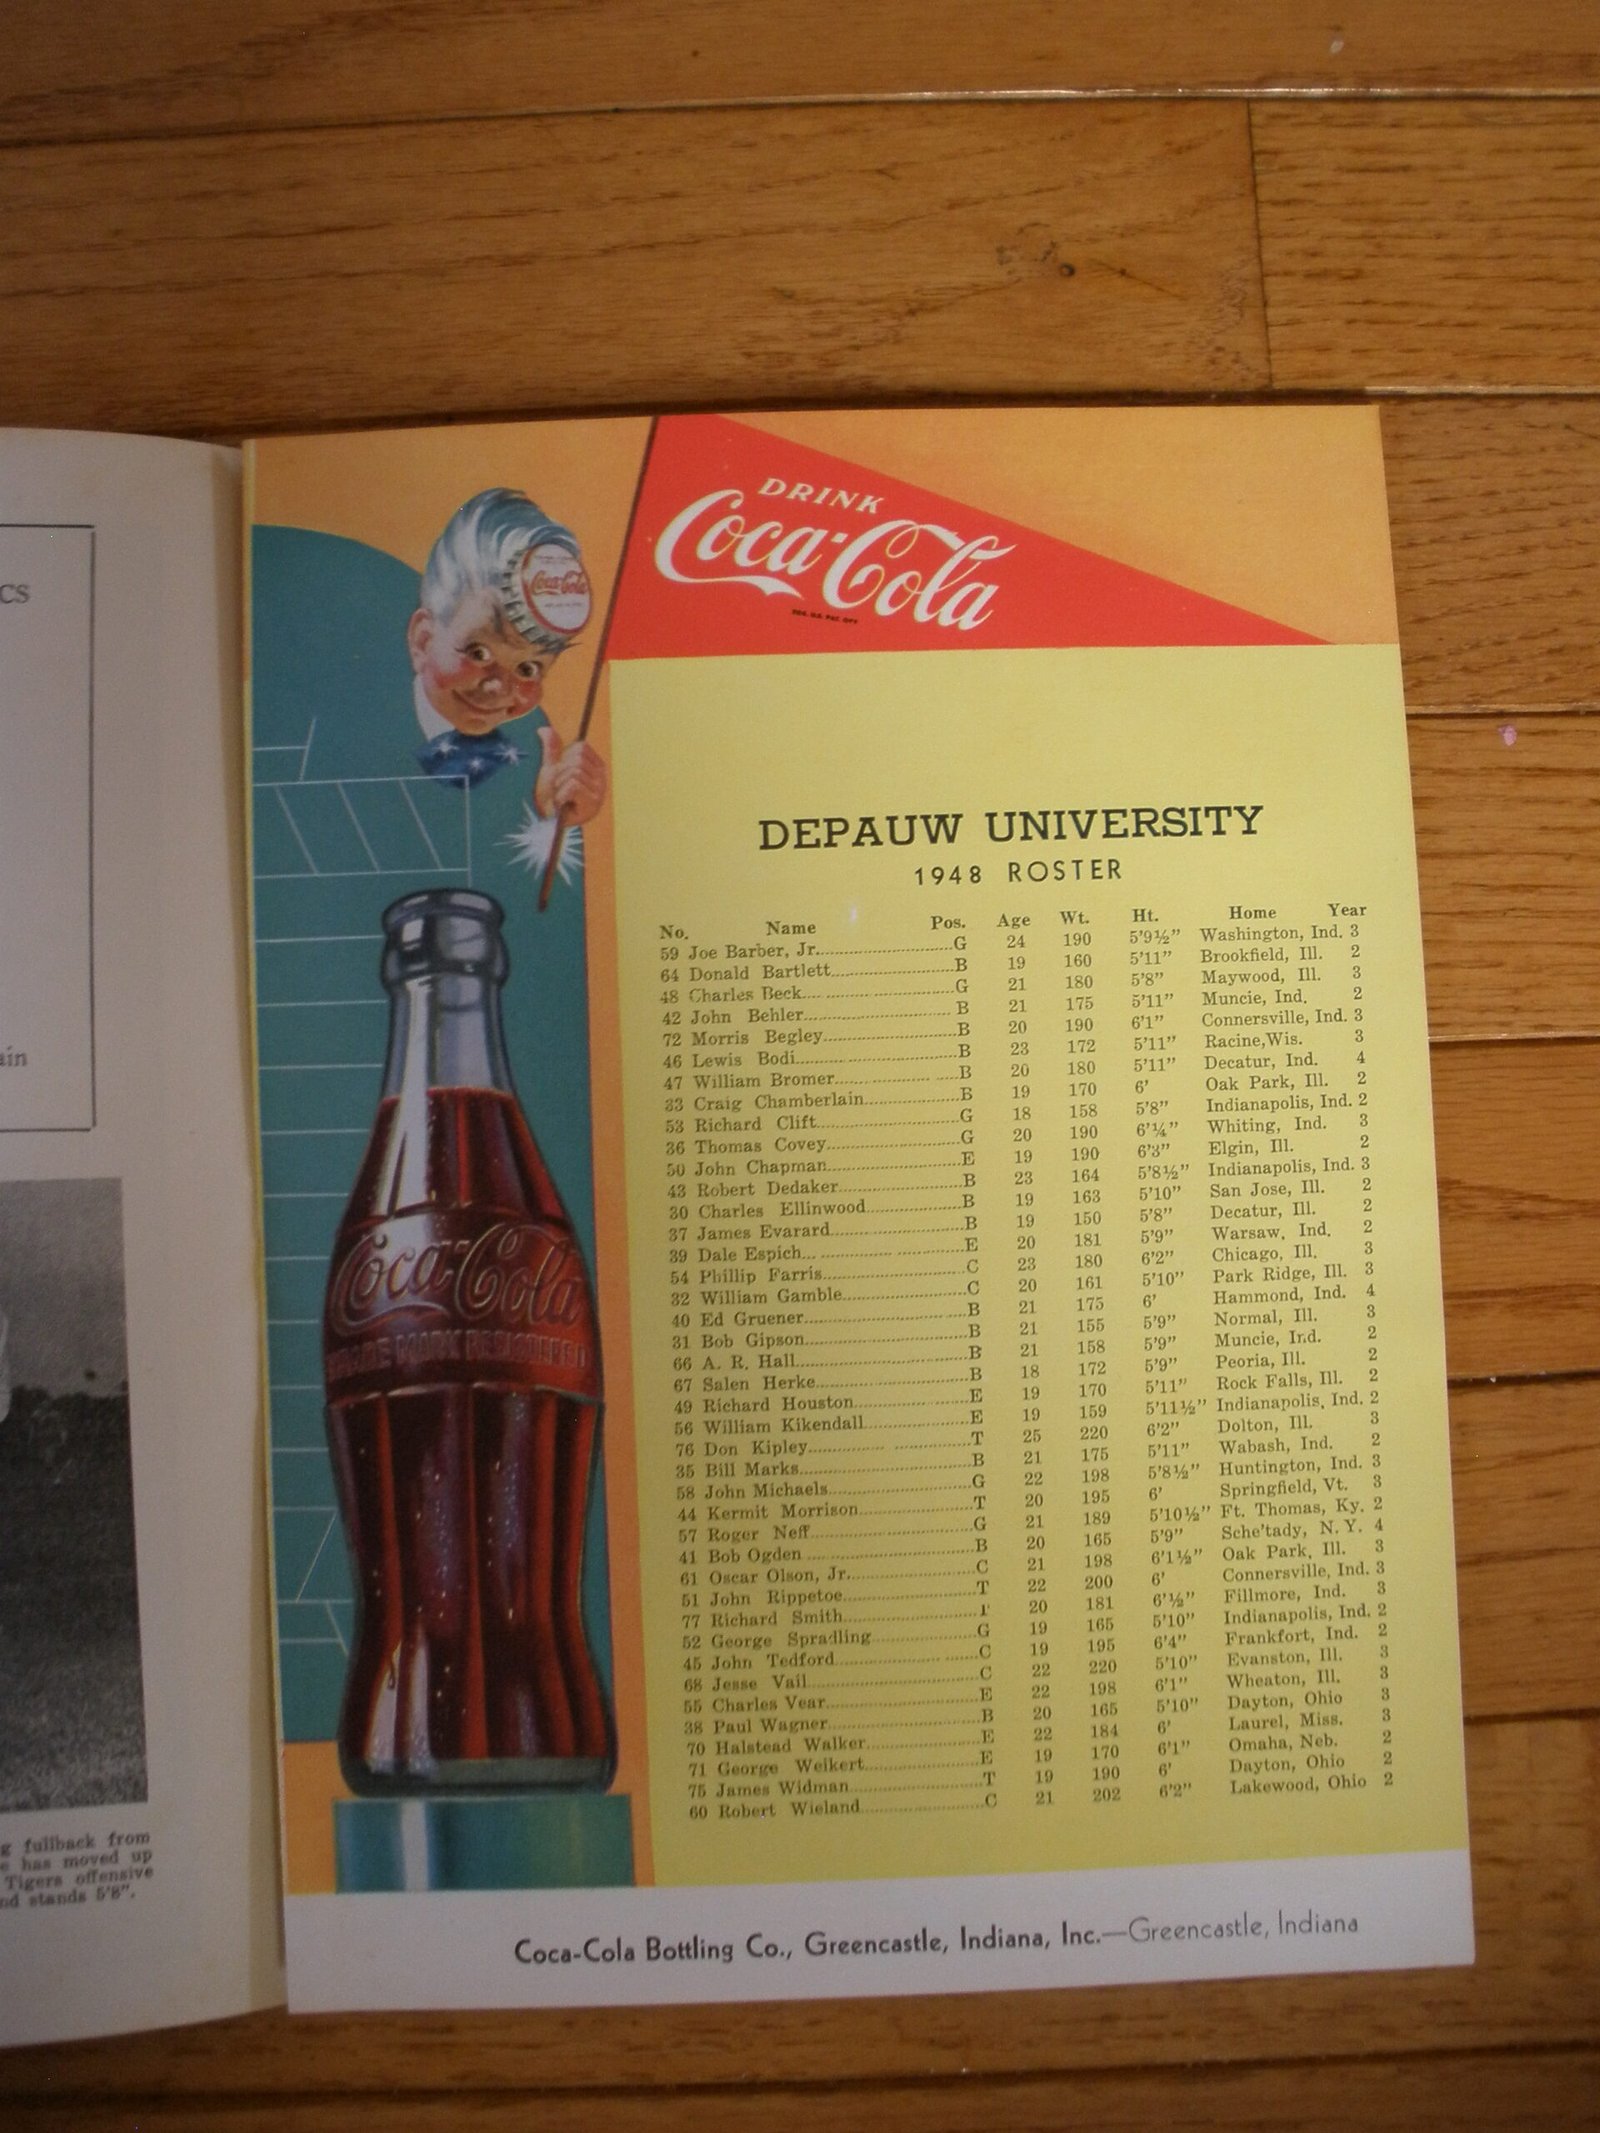 CS
ain
g fullback from
e has moved up
Tigers offensive
nd stands 5'8".
DRINK
Coca-Cola
REG. U.S. PAT. OFF.
Coca-Cola
Coca-Cola
TRADE MARK REGISTERED
DEPAUW UNIVERSITY
1948 ROSTER
No. Name Pos. Age Wt. Ht. Home Year
59 Joe Barber, Jr. G 24 190 5'9½" Washington, Ind. 3
64 Donald Bartlett B 19 160 5'11" Brookfield, Ill. 2
48 Charles Beck G 21 180 5'8" Maywood, Ill. 3
42 John Behler B 21 175 5'11" Muncie, Ind. 2
72 Morris Begley B 20 190 6'1" Connersville, Ind. 3
46 Lewis Bodi B 23 172 5'11" Racine,Wis. 3
47 William Bromer B 20 180 5'11" Decatur, Ind. 4
33 Craig Chamberlain B 19 170 6' Oak Park, Ill. 2
53 Richard Clift G 18 158 5'8" Indianapolis, Ind. 2
36 Thomas Covey G 20 190 6'¼" Whiting, Ind. 3
50 John Chapman E 19 190 6'3" Elgin, Ill. 2
43 Robert Dedaker B 23 164 5'8½" Indianapolis, Ind. 3
30 Charles Ellinwood B 19 163 5'10" San Jose, Ill. 2
37 James Evarard B 19 150 5'8" Decatur, Ill. 2
39 Dale Espich E 20 181 5'9" Warsaw, Ind. 2
54 Phillip Farris C 23 180 6'2" Chicago, Ill. 3
32 William Gamble C 20 161 5'10" Park Ridge, Ill. 3
40 Ed Gruener B 21 175 6' Hammond, Ind. 4
31 Bob Gipson B 21 155 5'9" Normal, Ill. 3
66 A. R. Hall B 21 158 5'9" Muncie, Ind. 2
67 Salen Herke B 18 172 5'9" Peoria, Ill. 2
49 Richard Houston E 19 170 5'11" Rock Falls, Ill. 2
56 William Kikendall E 19 159 5'11½" Indianapolis, Ind. 2
76 Don Kipley T 25 220 6'2" Dolton, Ill. 3
35 Bill Marks B 21 175 5'11" Wabash, Ind. 2
58 John Michaels G 22 198 5'8½" Huntington, Ind. 3
44 Kermit Morrison T 20 195 6' Springfield, Vt. 3
57 Roger Neff G 21 189 5'10½" Ft. Thomas, Ky. 2
41 Bob Ogden B 20 165 5'9" Sche'tady, N. Y. 4
61 Oscar Olson, Jr. C 21 198 6'1½" Oak Park, Ill. 3
51 John Rippetoe T 22 200 6' Connersville, Ind. 3
77 Richard Smith T 20 181 6'½" Fillmore, Ind. 3
52 George Spradling G 19 165 5'10" Indianapolis, Ind. 2
45 John Tedford C 19 195 6'4" Frankfort, Ind. 2
68 Jesse Vail C 22 220 5'10" Evanston, Ill. 3
55 Charles Vear E 22 198 6'1" Wheaton, Ill. 3
38 Paul Wagner B 20 165 5'10" Dayton, Ohio 3
70 Halstead Walker E 22 184 6' Laurel, Miss. 3
71 George Weikert E 19 170 6'1" Omaha, Neb. 2
75 James Widman T 19 190 6' Dayton, Ohio 2
60 Robert Wieland C 21 202 6'2" Lakewood, Ohio 2
Coca-Cola Bottling Co., Greencastle, Indiana, Inc.—Greencastle, Indiana